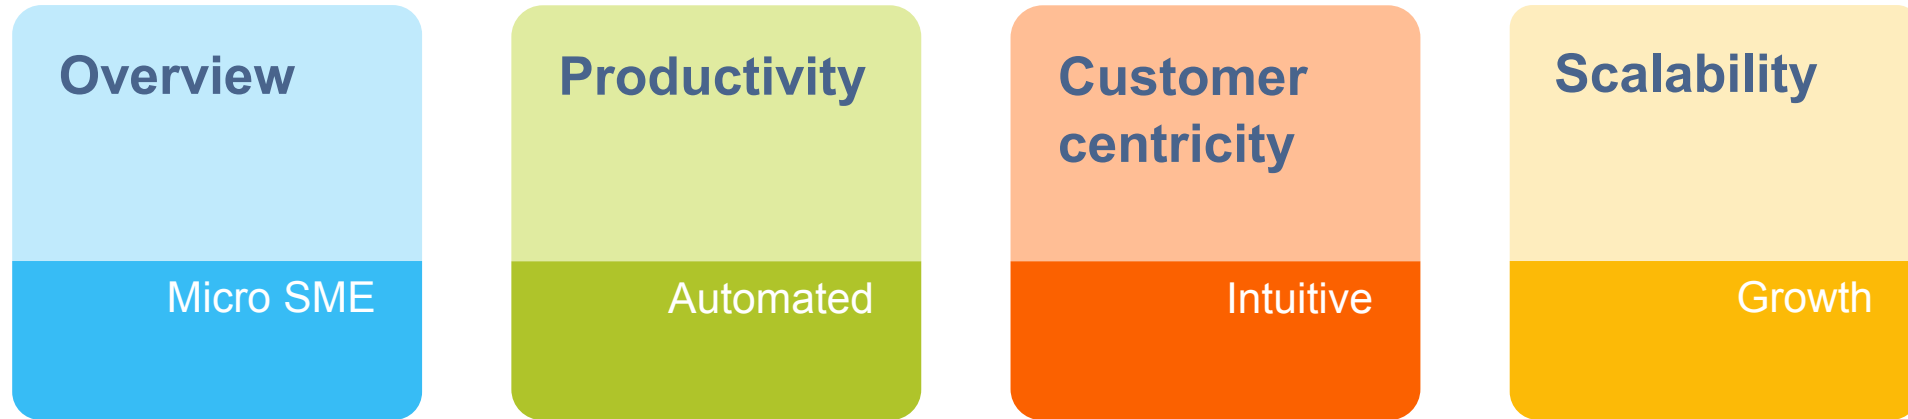 Overview
Micro SME
Productivity
Automated
Customer
centricity
Intuitive
Scalability
Growth